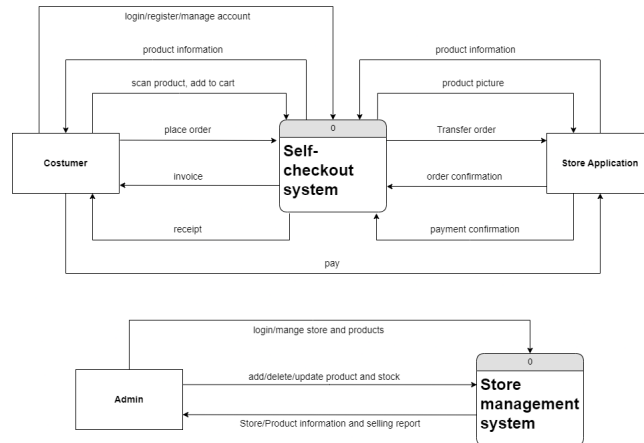 login/register/manage account
product information
product information
scan product, add to cart
product picture
0
place order
Transfer order
Costumer
Self-
checkout
system
Store Application
invoice
order confirmation
receipt
payment confirmation
pay
login/mange store and products
0
add/delete/update product and stock
Admin
Store
management
system
Store/Product information and selling report